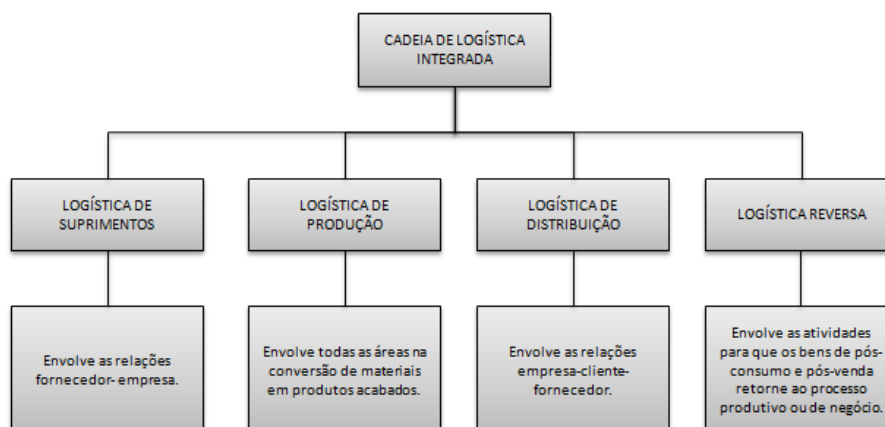 CADEIA DE LOGÍSTICA
INTEGRADA
LOGÍSTICA DE
SUPRIMENTOS
LOGÍSTICA DE
PRODUÇÃO
LOGÍSTICA DE
DISTRIBUIÇÃO
LOGÍSTICA REVERSA
Envolve as relações
fornecedor- empresa.
Envolve todas as áreas na
conversão de materiais
em produtos acabados.
Envolve as relações
empresa-cliente-
fornecedor.
Envolve as atividades
para que os bens de pós-
consumo e pós-venda
retorne ao processo
produtivo ou de negócio.